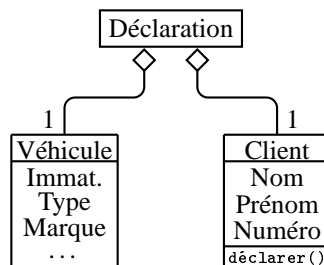 Déclaration
1
1
Véhicule
Immat.
Type
Marque
...
Client
Nom
Prénom
Numéro
déclarer()